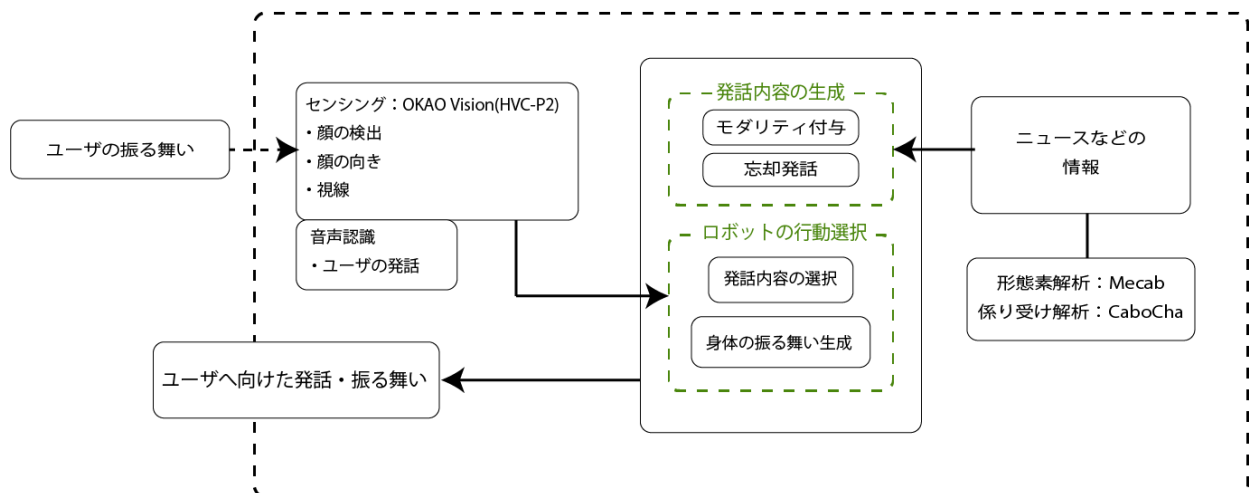 ユーザの振る舞い
センシング：OKAO Vision(HVC-P2)
・顔の検出
・顔の向き
・視線
音声認識
・ユーザの発話
発話内容の生成
モダリティ付与
忘却発話
ロボットの行動選択
発話内容の選択
身体の振る舞い生成
ニュースなどの
情報
形態素解析：Mecab
係り受け解析：CaboCha
ユーザへ向けた発話・振る舞い